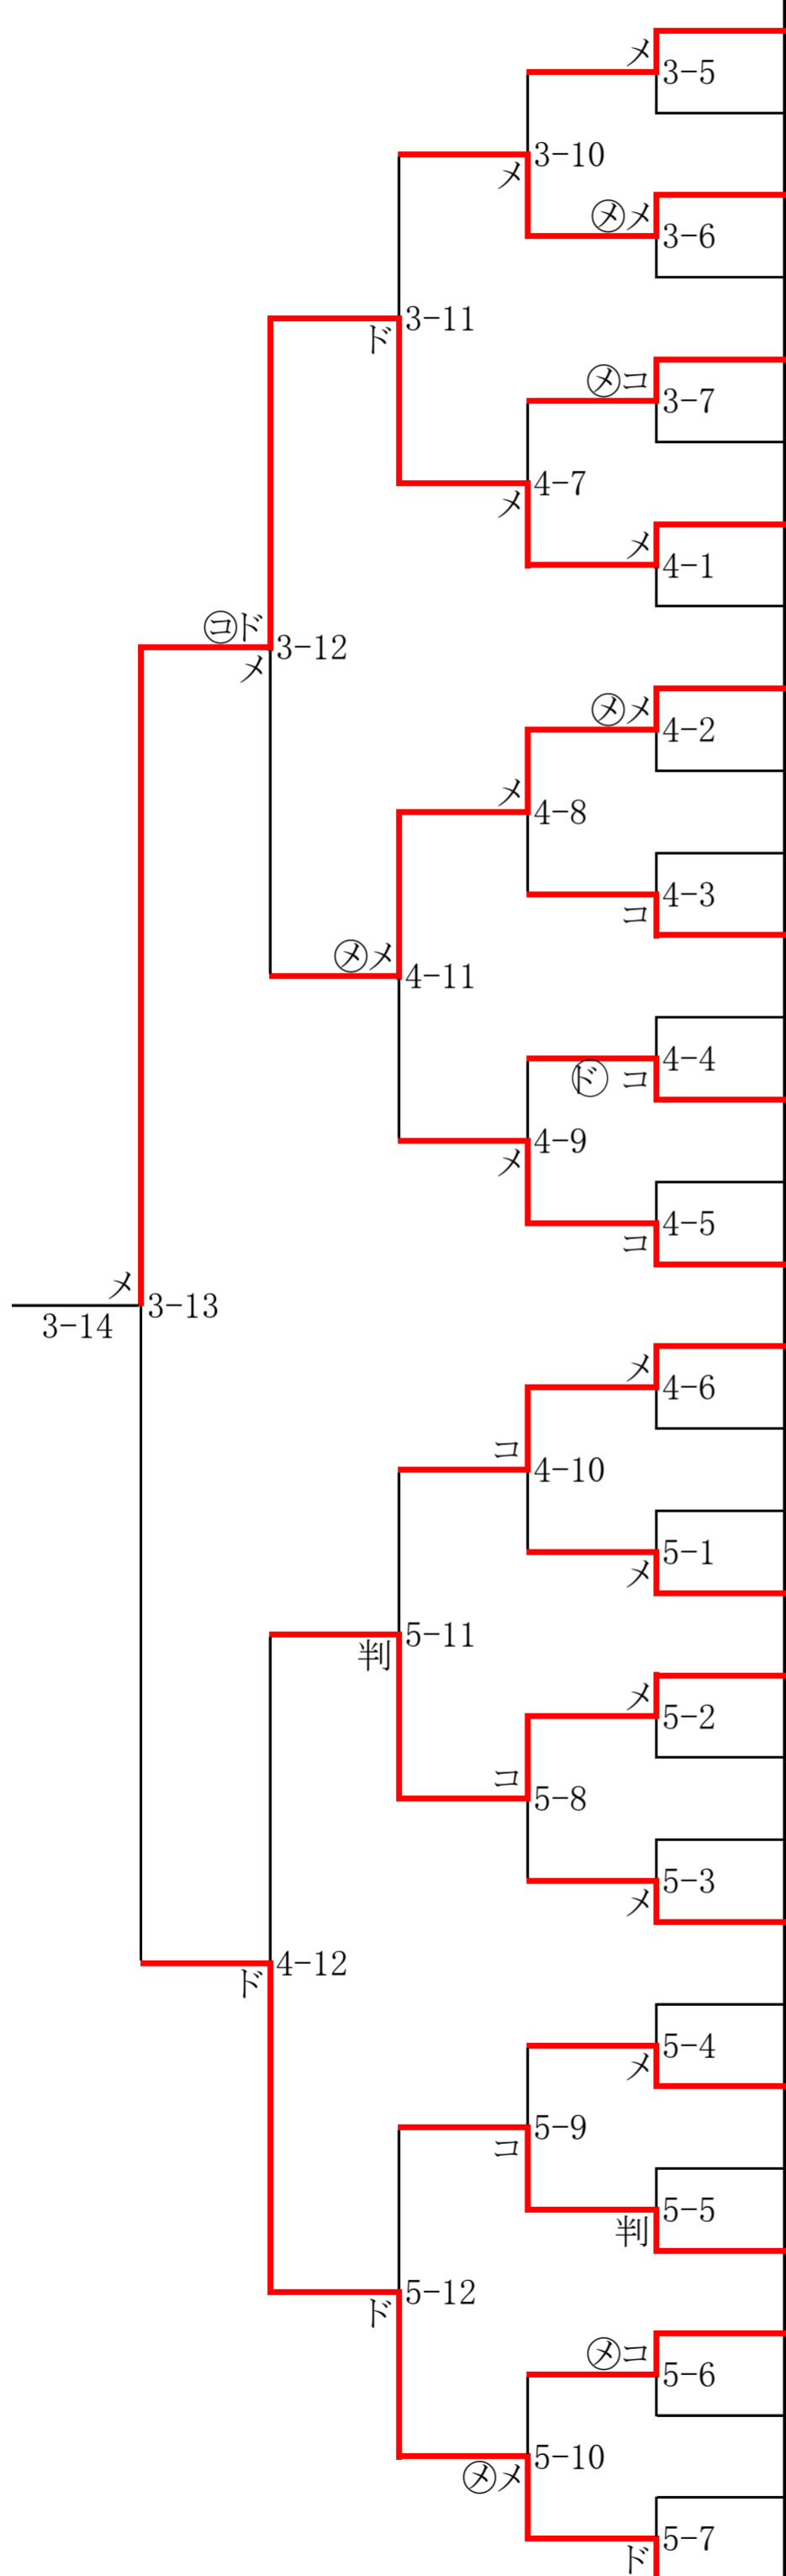 メ
3-5
3-10
メ
㋱メ
3-6
3-11
ド
㋱コ
3-7
4-7
メ
メ
4-1
㋙ド
3-12
メ
㋱メ
4-2
メ
4-8
4-3
コ
㋱メ
4-11
4-4
ド コ
4-9
メ
4-5
コ
メ
3-13
3-14
メ
4-6
コ
4-10
5-1
メ
5-11
判
メ
5-2
コ
5-8
5-3
メ
4-12
ド
5-4
メ
5-9
コ
5-5
判
5-12
ド
㋱コ
5-6
5-10
㋱メ
5-7
ド